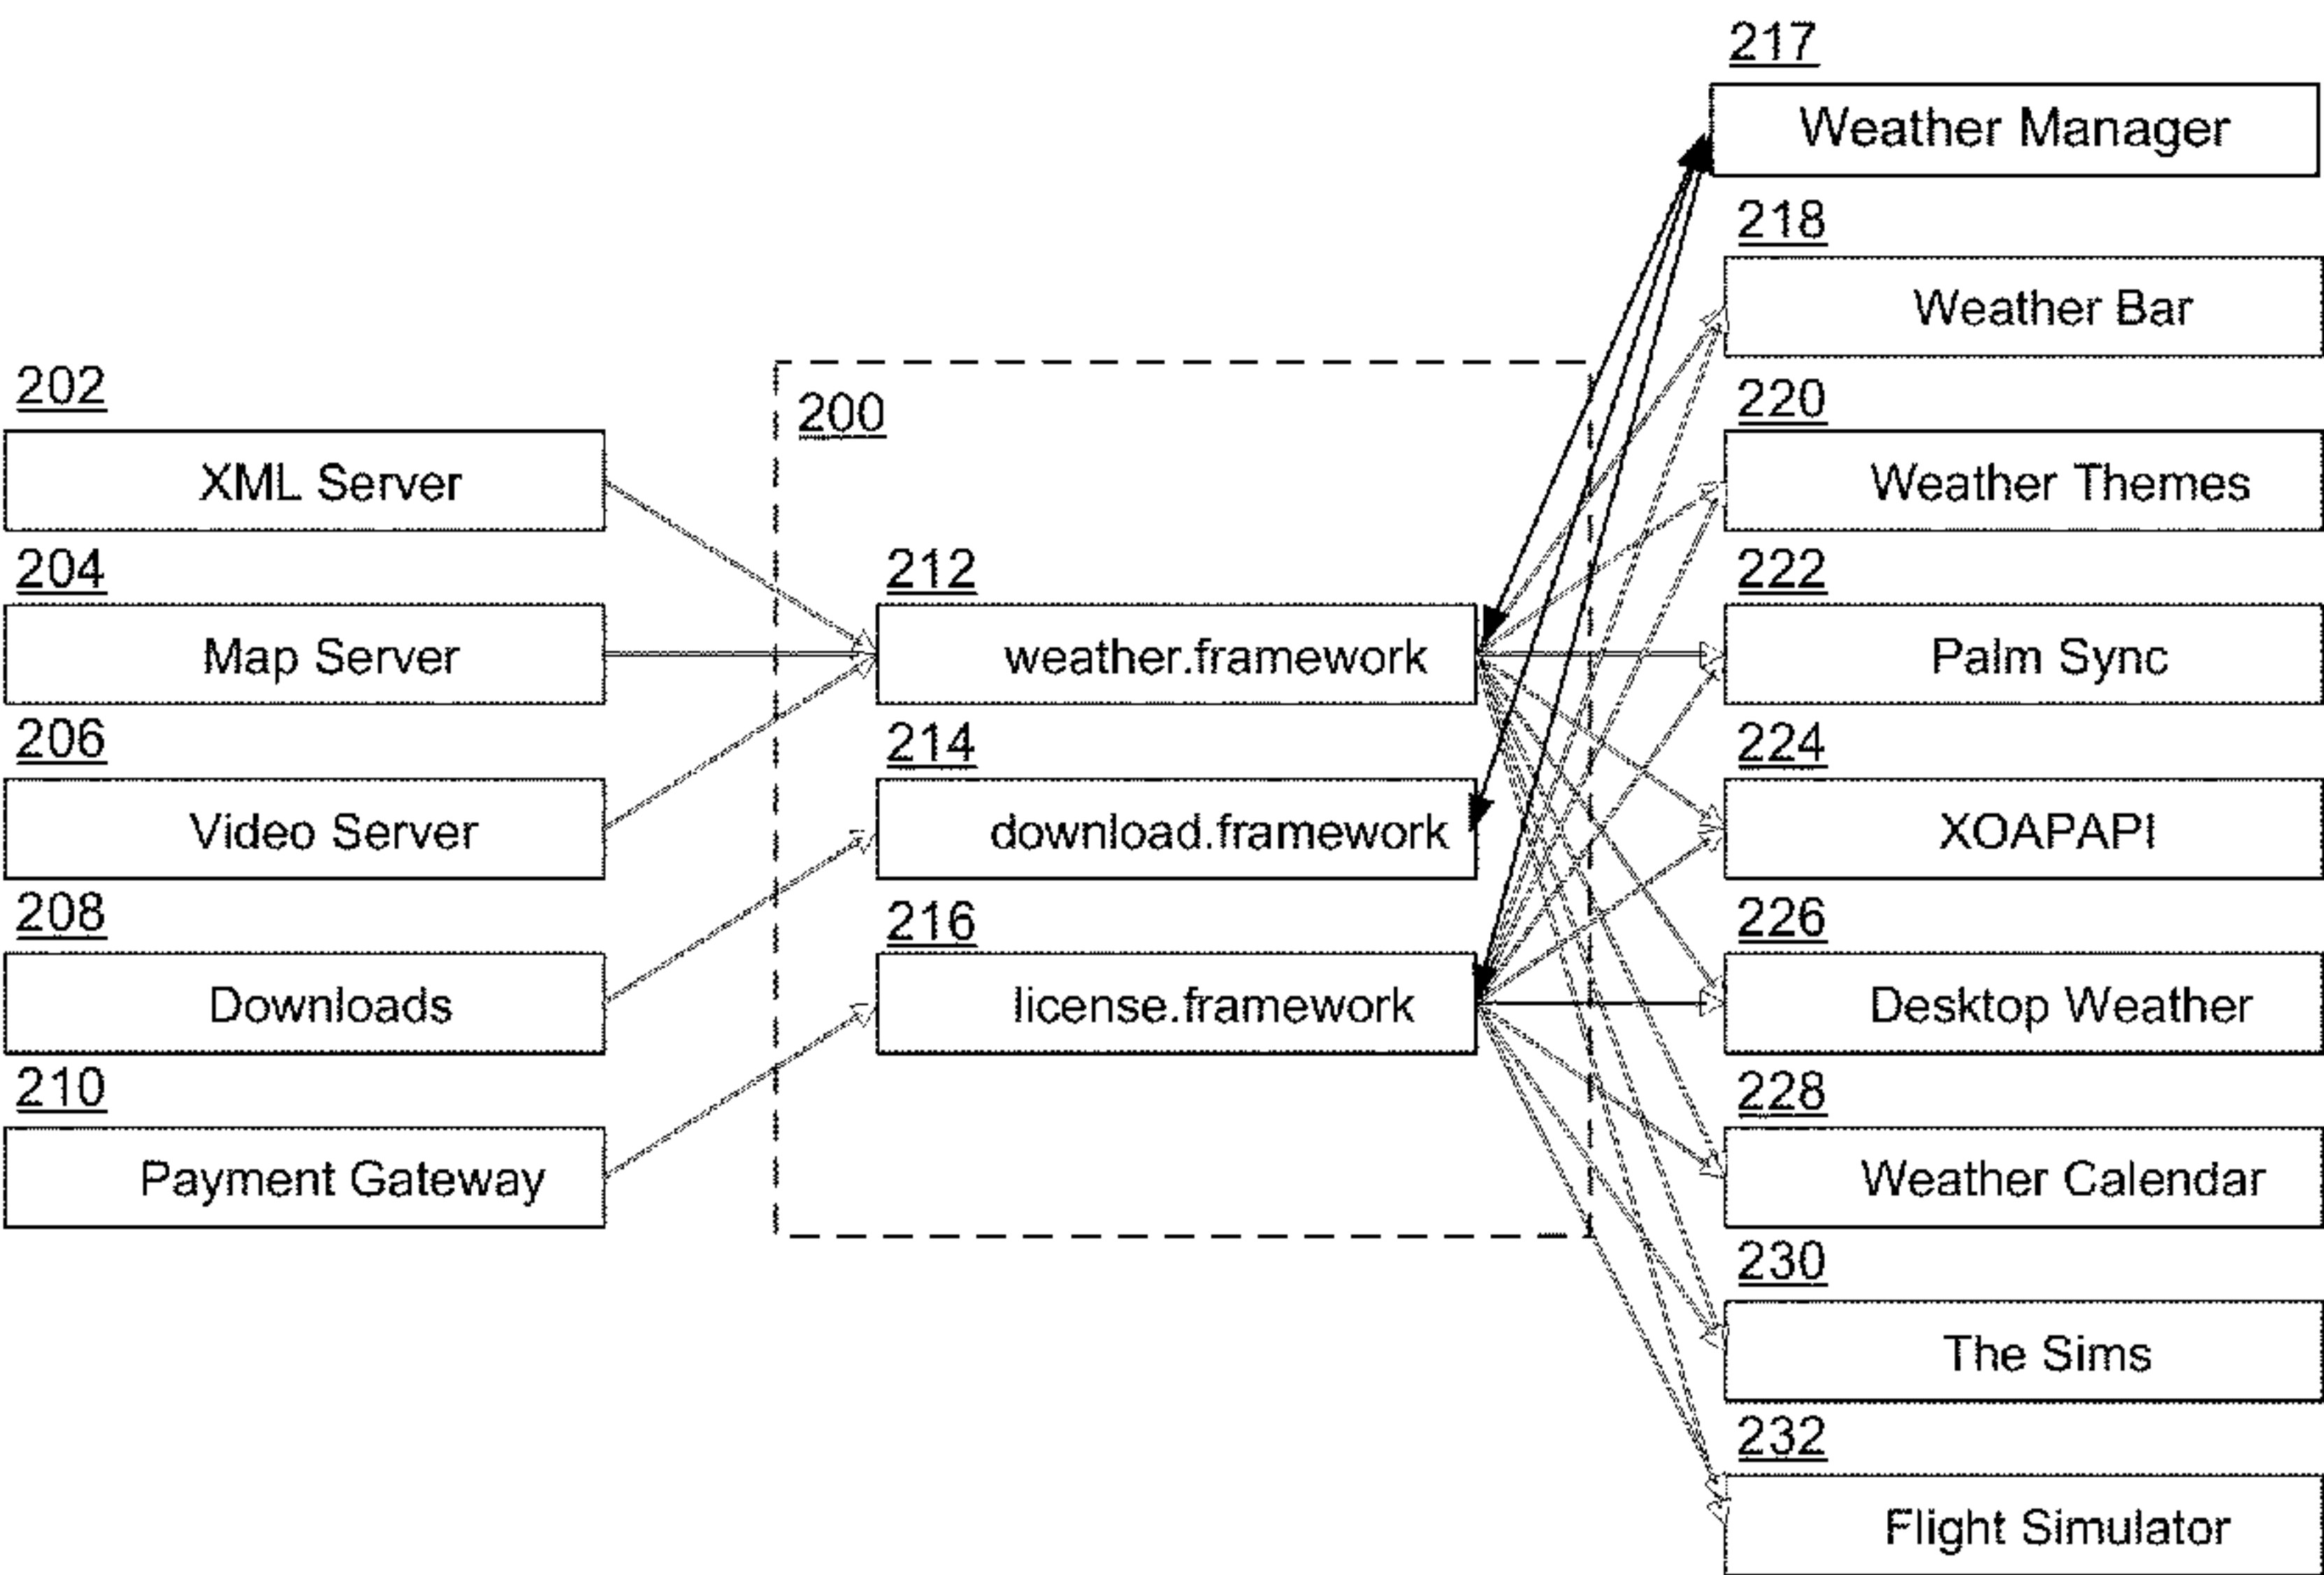 217
Weather Manager
218
Weather Bar
202
XML Server
200
220
Weather Themes
204
Map Server
212
weather.framework
222
Palm Sync
206
Video Server
214
download.framework
224
XOAPAPI
208
Downloads
216
license.framework
226
Desktop Weather
210
Payment Gateway
228
Weather Calendar
230
The Sims
232
Flight Simulator